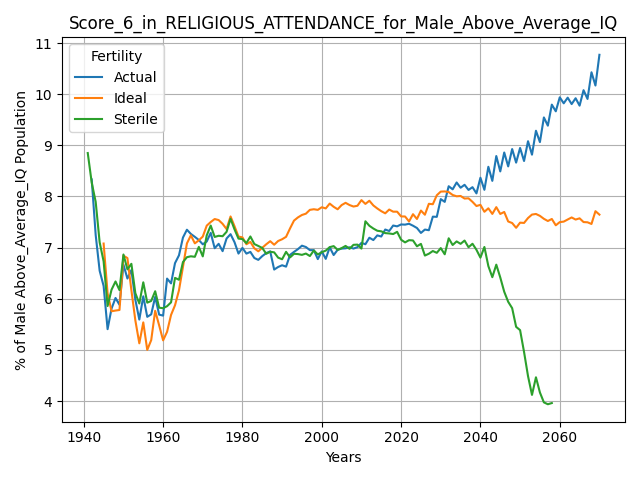 Score_6_in_RELIGIOUS_ATTENDANCE_for_Male_Above_Average_IQ
% of Male Above_Average_IQ Population
11
10
9
8
7
6
5
4
Fertility
Actual
Ideal
Sterile
1940 1960 1980 2000 2020 2040 2060
Years